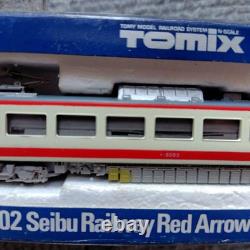 TOMY MODEL RAILROAD SYSTEM N-SCALE
TOMIX
02 Seibu Railway Red Arrow